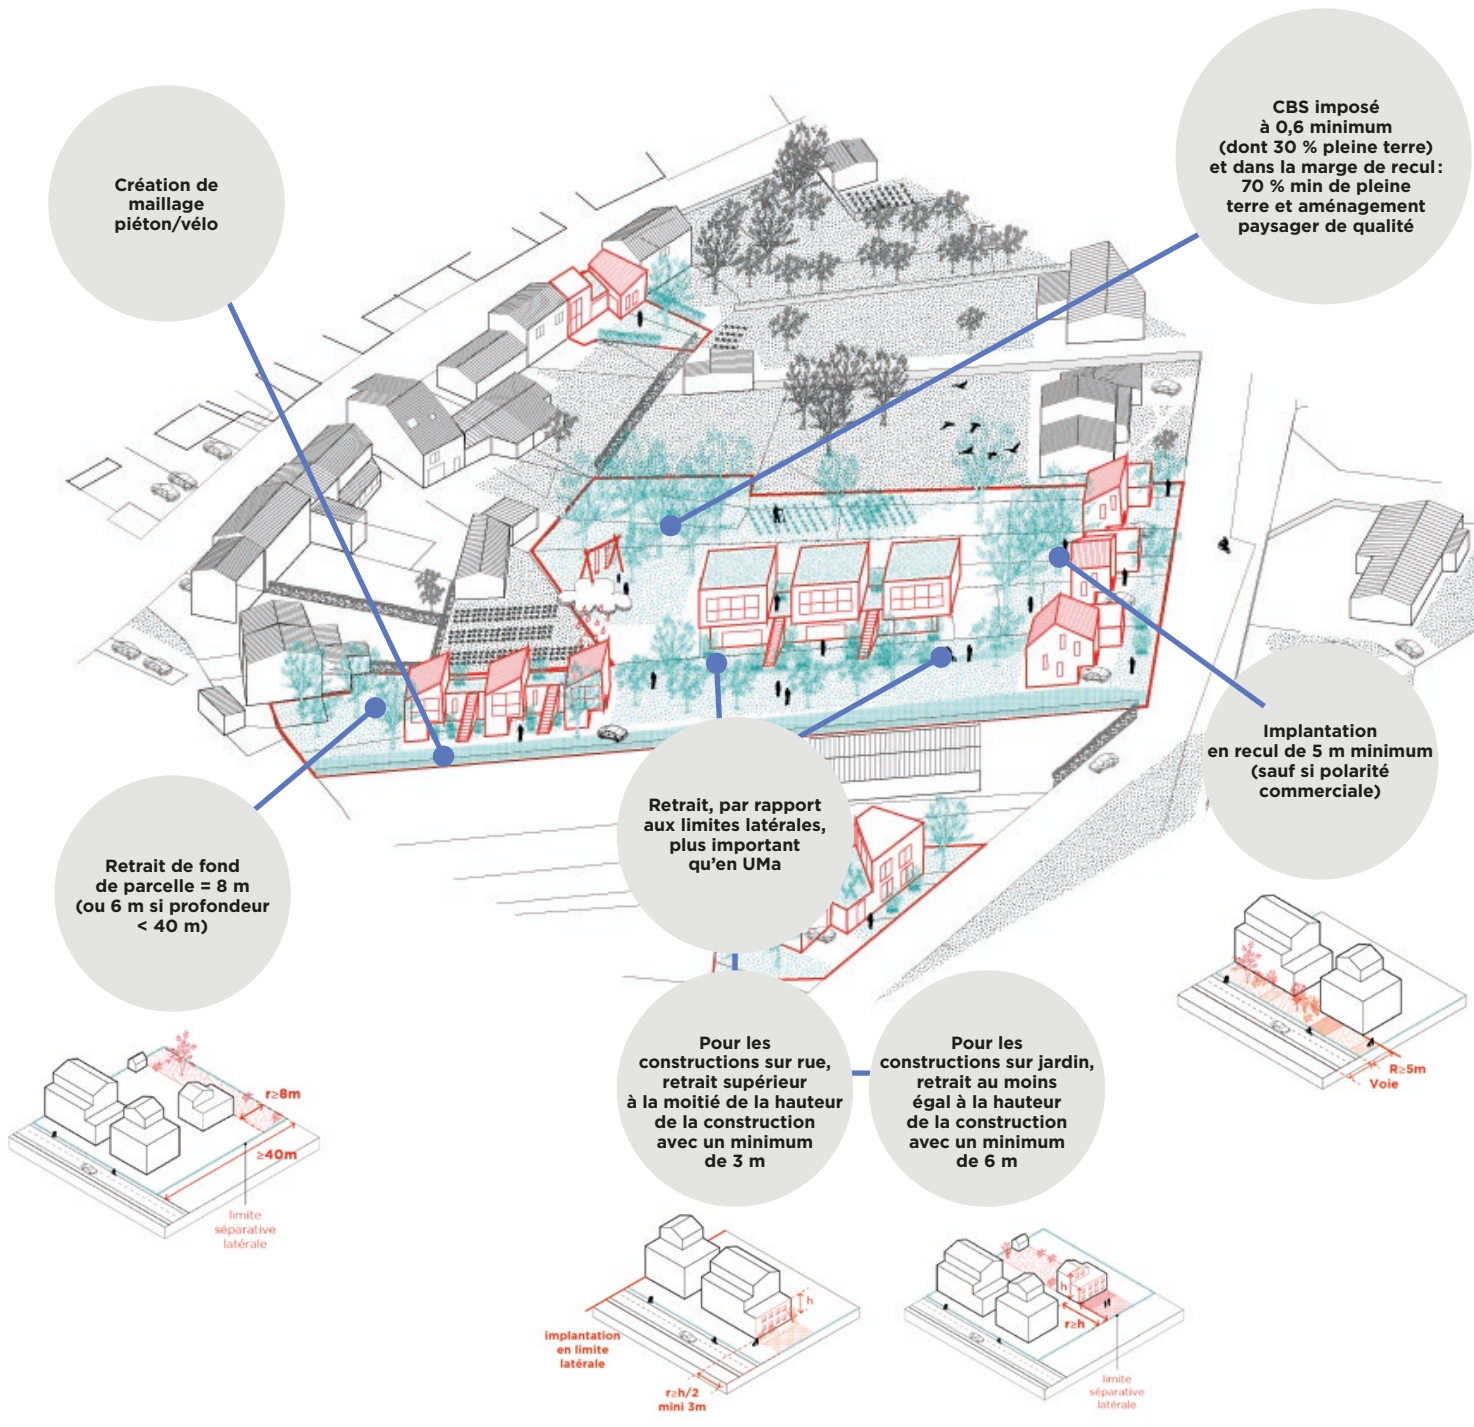 Création de
maillage
piéton/vélo
CBS imposé
à 0,6 minimum
(dont 30 % pleine terre)
et dans la marge de recul :
70 % min de pleine
terre et aménagement
paysager de qualité
Retrait de fond
de parcelle = 8 m
(ou 6 m si profondeur
< 40 m)
Retrait, par rapport
aux limites latérales,
plus important
qu'en UMa
Implantation
en recul de 5 m minimum
(sauf si polarité
commerciale)
Pour les
constructions sur rue,
retrait supérieur
à la moitié de la hauteur
de la construction
avec un minimum
de 3 m
Pour les
constructions sur jardin,
retrait au moins
égal à la hauteur
de la construction
avec un minimum
de 6 m
R≥5m
Voie
r≥8m
≥40m
limite
séparative
latérale
h
implantation
en limite
latérale
r≥h/2
mini 3m
h
r≥h
limite
séparative
latérale